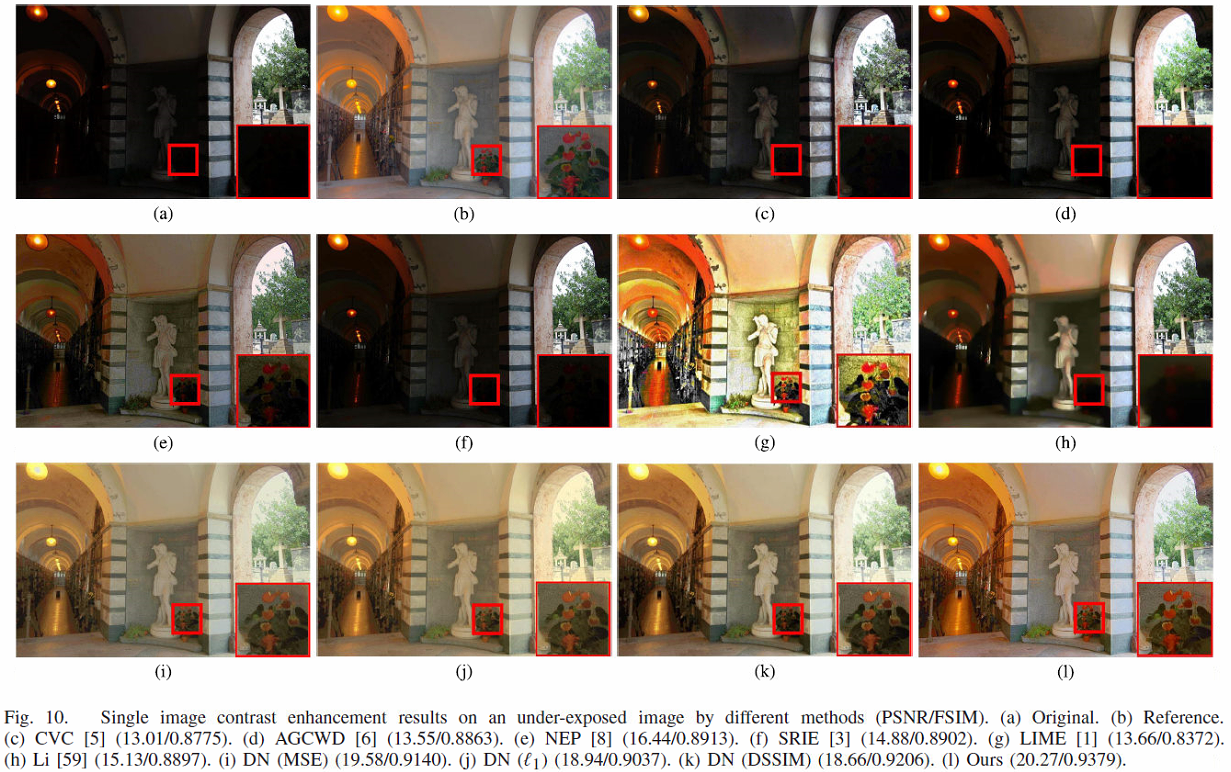 (a) (b) (c) (d)
(e) (f) (g) (h)
(i) (j) (k) (l)
Fig. 10. Single image contrast enhancement results on an under-exposed image by different methods (PSNR/FSIM). (a) Original. (b) Reference.
(c) CVC [5] (13.01/0.8775). (d) AGCWD [6] (13.55/0.8863). (e) NEP [8] (16.44/0.8913). (f) SRIE [3] (14.88/0.8902). (g) LIME [1] (13.66/0.8372).
(h) Li [59] (15.13/0.8897). (i) DN (MSE) (19.58/0.9140). (j) DN (ℓ1) (18.94/0.9037). (k) DN (DSSIM) (18.66/0.9206). (l) Ours (20.27/0.9379).